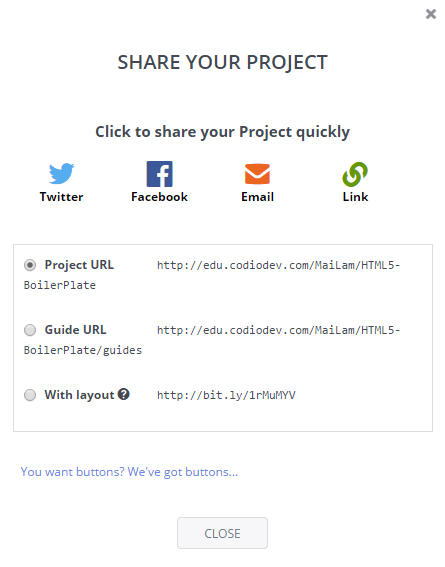 SHARE YOUR PROJECT
Click to share your Project quickly
Twitter Facebook Email Link
Project URL http://edu.codiodev.com/MaiLam/HTML5-
BoilerPlate
Guide URL http://edu.codiodev.com/MaiLam/HTML5-
BoilerPlate/guides
With layout http://bit.ly/1rMuMYV
You want buttons? We've got buttons...
CLOSE